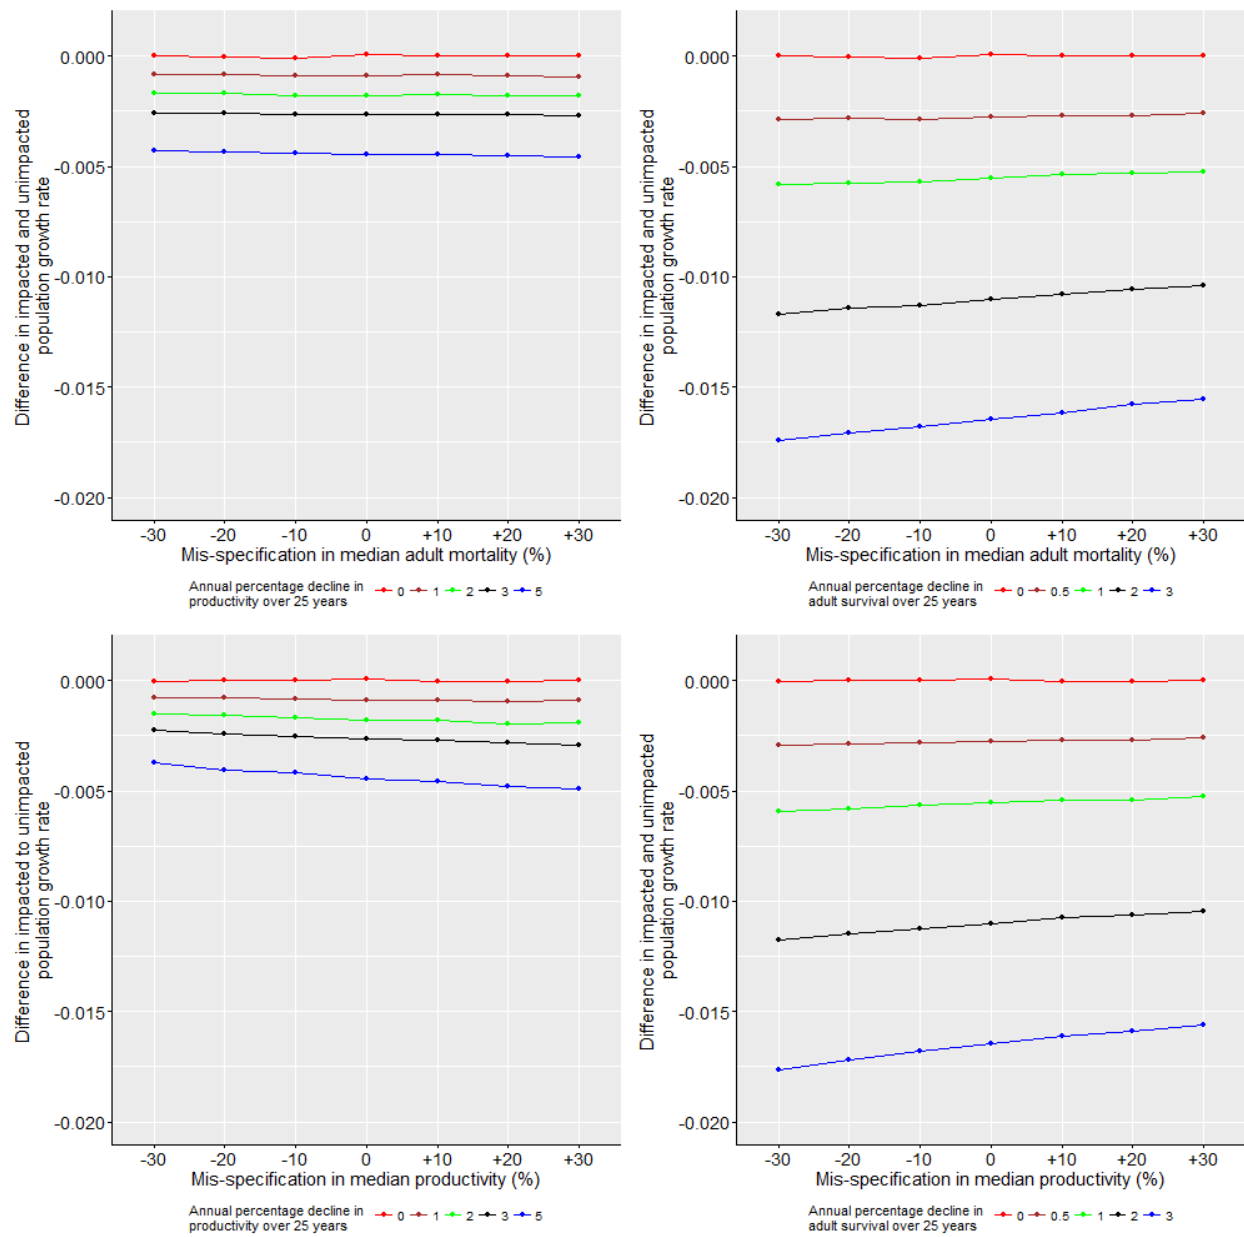 Difference in impacted and unimpacted
population growth rate
0.000
-0.005
-0.010
-0.015
-0.020
-30 -20 -10 0 +10 +20 +30
Mis-specification in median adult mortality (%)
Annual percentage decline in
productivity over 25 years
0 1 2 3 5
Difference in impacted and unimpacted
population growth rate
0.000
-0.005
-0.010
-0.015
-0.020
-30 -20 -10 0 +10 +20 +30
Mis-specification in median adult mortality (%)
Annual percentage decline in
adult survival over 25 years
0 0.5 1 2 3
Difference in impacted to unimpacted
population growth rate
0.000
-0.005
-0.010
-0.015
-0.020
-30 -20 -10 0 +10 +20 +30
Mis-specification in median productivity (%)
Annual percentage decline in
productivity over 25 years
0 1 2 3 5
Difference in impacted and unimpacted
population growth rate
0.000
-0.005
-0.010
-0.015
-0.020
-30 -20 -10 0 +10 +20 +30
Mis-specification in median productivity (%)
Annual percentage decline in
adult survival over 25 years
0 0.5 1 2 3